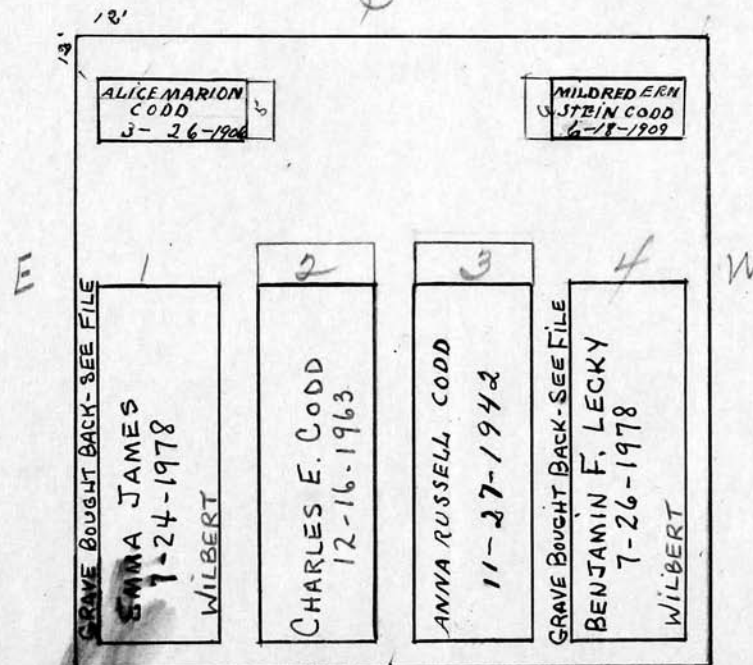 12'
12'
ALICE MARION
CODD
3- 26-1906
MILDRED ERN
STEIN CODD
6-18-1909
E
1
2
3
4
W
GRAVE BOUGHT BACK-SEE FILE
EMMA JAMES
7-24-1978
WILBERT
CHARLES E. CODD
12-16-1963
ANNA RUSSELL CODD
11-27-1942
GRAVE BOUGHT BACK-SEE FILE
BENJAMIN F. LECKY
7-26-1978
WILBERT